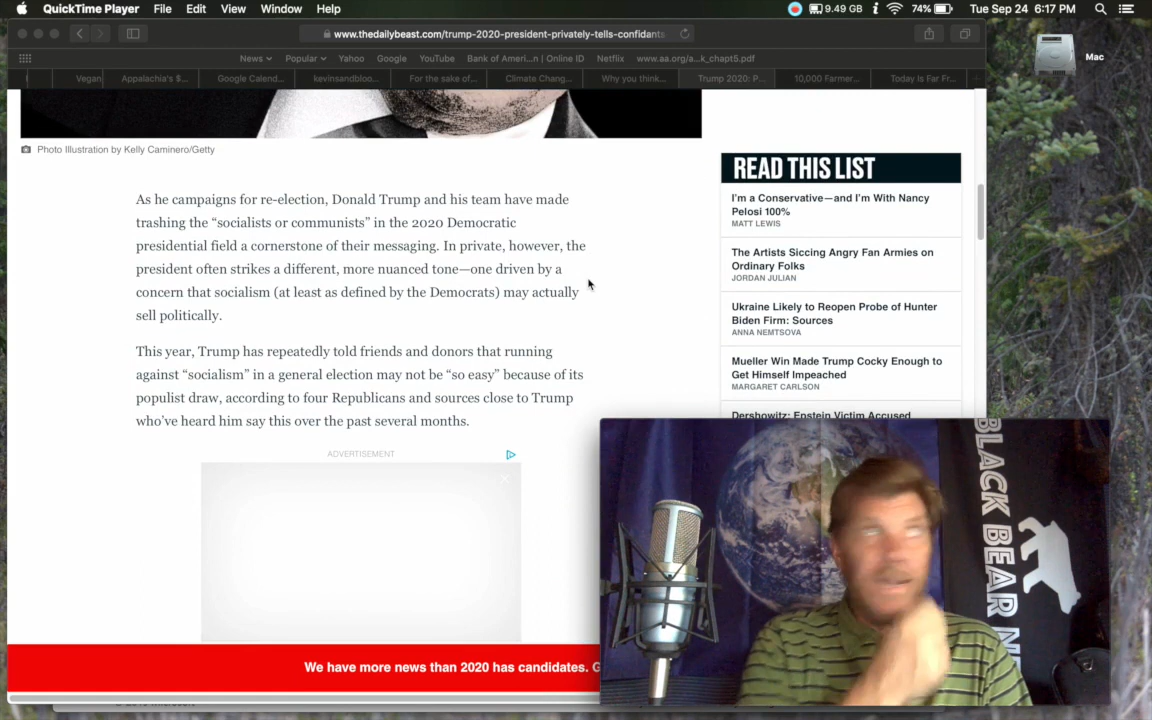 QuickTime Player File Edit View Window Help
9.49 GB 74% Tue Sep 24 6:17 PM
www.thedailybeast.com/trump-2020-president-privately-tells-confidants
Mac
News Popular Yahoo Google YouTube Bank of Ameri...n | Online ID Netflix www.aa.org/a...k_chapt5.pdf
Vegan Appalachia's $... Google Calend... kevinsandbloo... For the sake of... Climate Chang... Why you think... Trump 2020: P... 10,000 Farmer... Today Is Far Fr...
Photo Illustration by Kelly Caminero/Getty
As he campaigns for re-election, Donald Trump and his team have made
trashing the “socialists or communists” in the 2020 Democratic
presidential field a cornerstone of their messaging. In private, however, the
president often strikes a different, more nuanced tone—one driven by a
concern that socialism (at least as defined by the Democrats) may actually
sell politically.
This year, Trump has repeatedly told friends and donors that running
against “socialism” in a general election may not be “so easy” because of its
populist draw, according to four Republicans and sources close to Trump
who’ve heard him say this over the past several months.
ADVERTISEMENT
READ THIS LIST
I’m a Conservative—and I’m With Nancy
Pelosi 100%
MATT LEWIS
The Artists Siccing Angry Fan Armies on
Ordinary Folks
JORDAN JULIAN
Ukraine Likely to Reopen Probe of Hunter
Biden Firm: Sources
ANNA NEMTSOVA
Mueller Win Made Trump Cocky Enough to
Get Himself Impeached
MARGARET CARLSON
Dershowitz: Epstein Victim Accused
We have more news than 2020 has candidates. G
BLACK BEAR